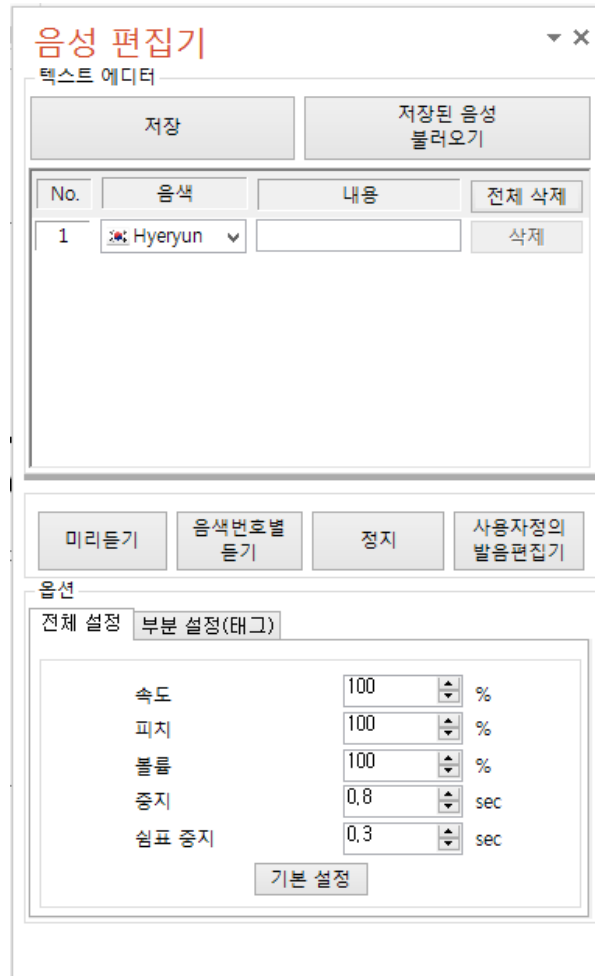 음성 편집기
텍스트 에디터
저장
저장된 음성
불러오기
No. 음색 내용 전체 삭제
1 Hyeryun 삭제
미리듣기
음색번호별
듣기
정지
사용자정의
발음편집기
옵션
전체 설정 부분 설정(태그)
속도 100 %
피치 100 %
볼륨 100 %
중지 0.8 sec
쉼표 중지 0.3 sec
기본 설정